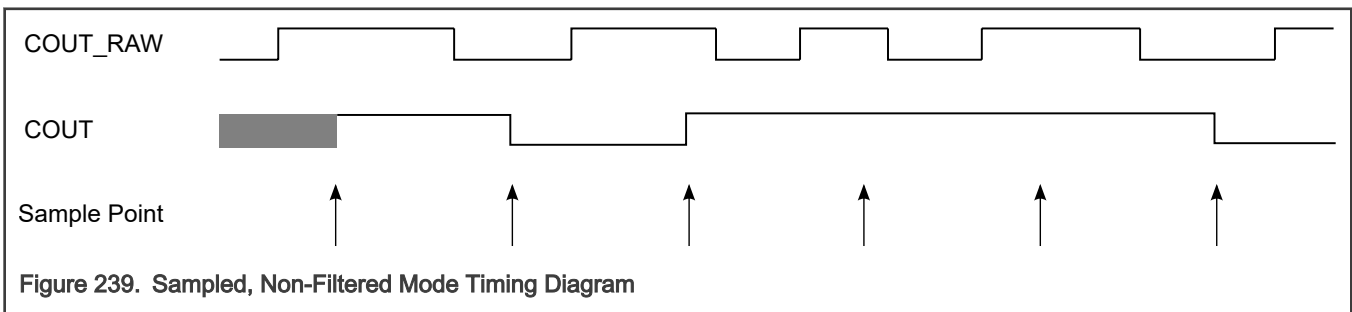 COUT_RAW
COUT
Sample Point
Figure 239. Sampled, Non-Filtered Mode Timing Diagram